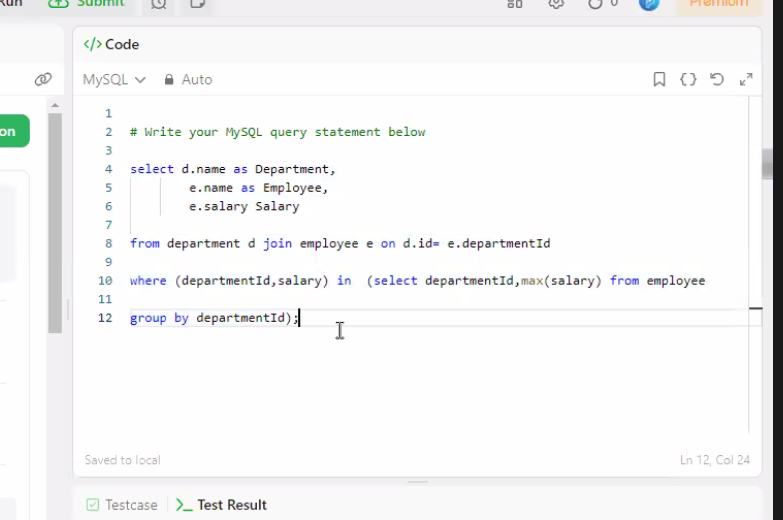 Run Submit 0 Premium
</> Code
MySQL Auto
on
1
2 # Write your MySQL query statement below
3
4 select d.name as Department,
5 e.name as Employee,
6 e.salary Salary
7
8 from department d join employee e on d.id= e.departmentId
9
10 where (departmentId,salary) in (select departmentId,max(salary) from employee
11
12 group by departmentId);
Saved to local Ln 12, Col 24
Testcase >_ Test Result